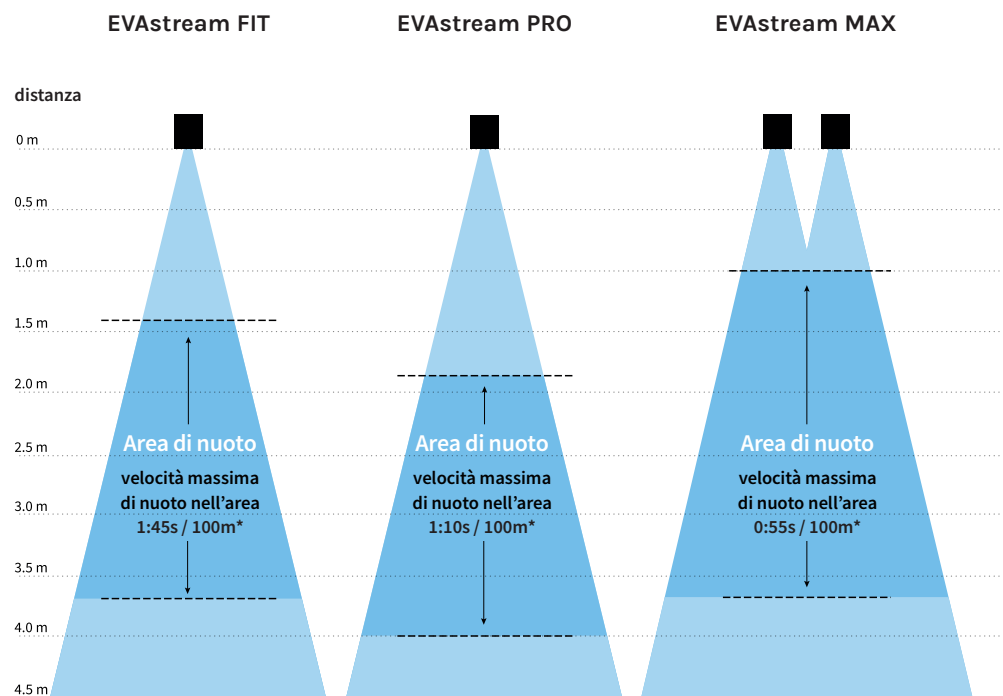 EVAstream FIT
EVAstream PRO
EVAstream MAX
distanza
0 m
0.5 m
1.0 m
1.5 m
2.0 m
2.5 m
3.0 m
3.5 m
4.0 m
4.5 m
Area di nuoto
velocità massima
di nuoto nell’area
1:45s / 100m*
Area di nuoto
velocità massima
di nuoto nell’area
1:10s / 100m*
Area di nuoto
velocità massima
di nuoto nell’area
0:55s / 100m*